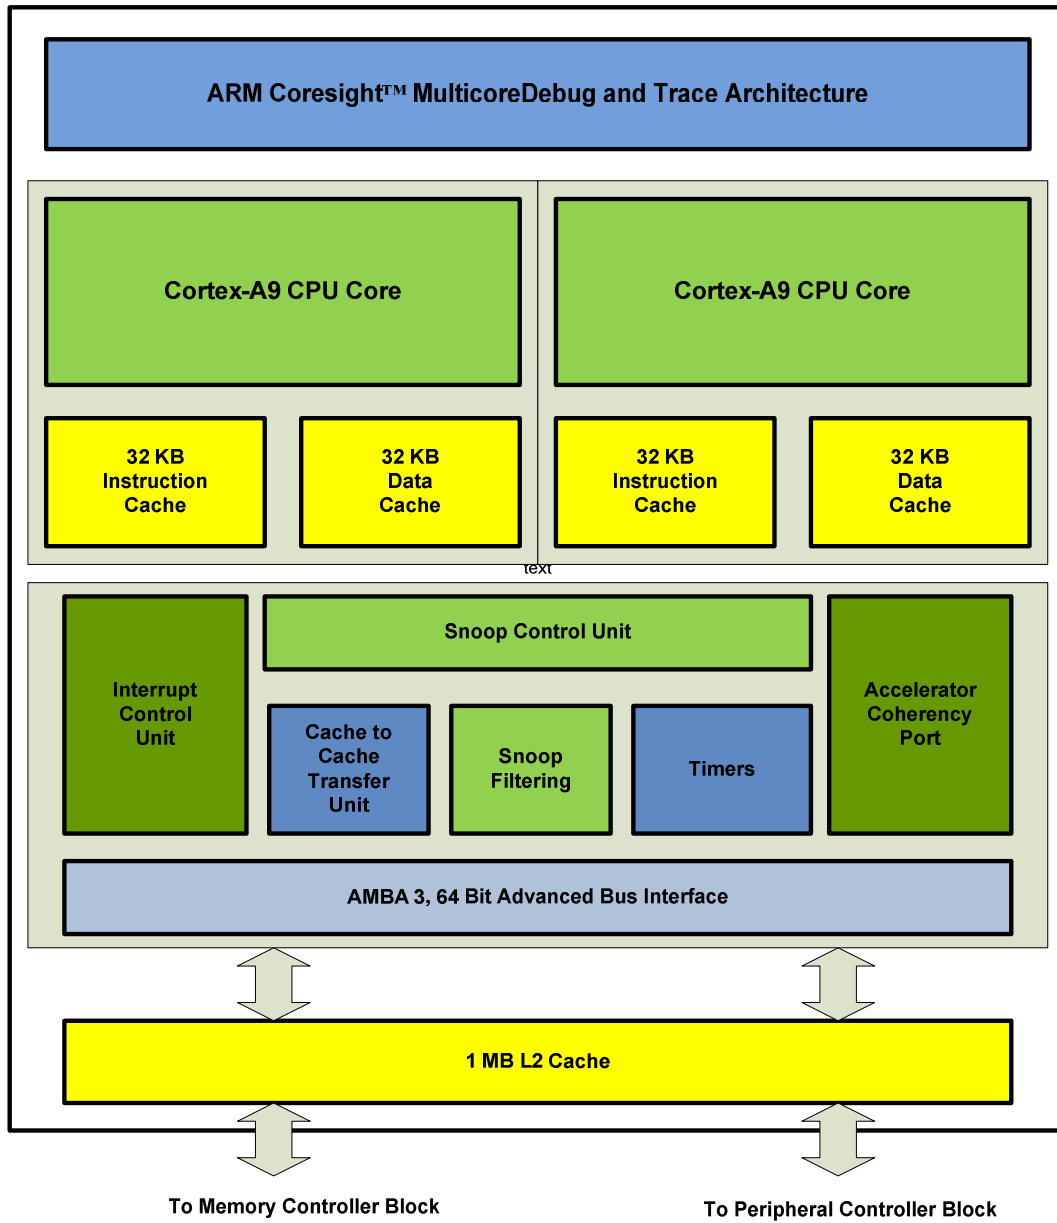 ARM Coresight™ MulticoreDebug and Trace Architecture
Cortex-A9 CPU Core
Cortex-A9 CPU Core
32 KB
Instruction
Cache
32 KB
Data
Cache
32 KB
Instruction
Cache
32 KB
Data
Cache
text
Interrupt
Control
Unit
Snoop Control Unit
Accelerator
Coherency
Port
Cache to
Cache
Transfer
Unit
Snoop
Filtering
Timers
AMBA 3, 64 Bit Advanced Bus Interface
1 MB L2 Cache
To Memory Controller Block
To Peripheral Controller Block